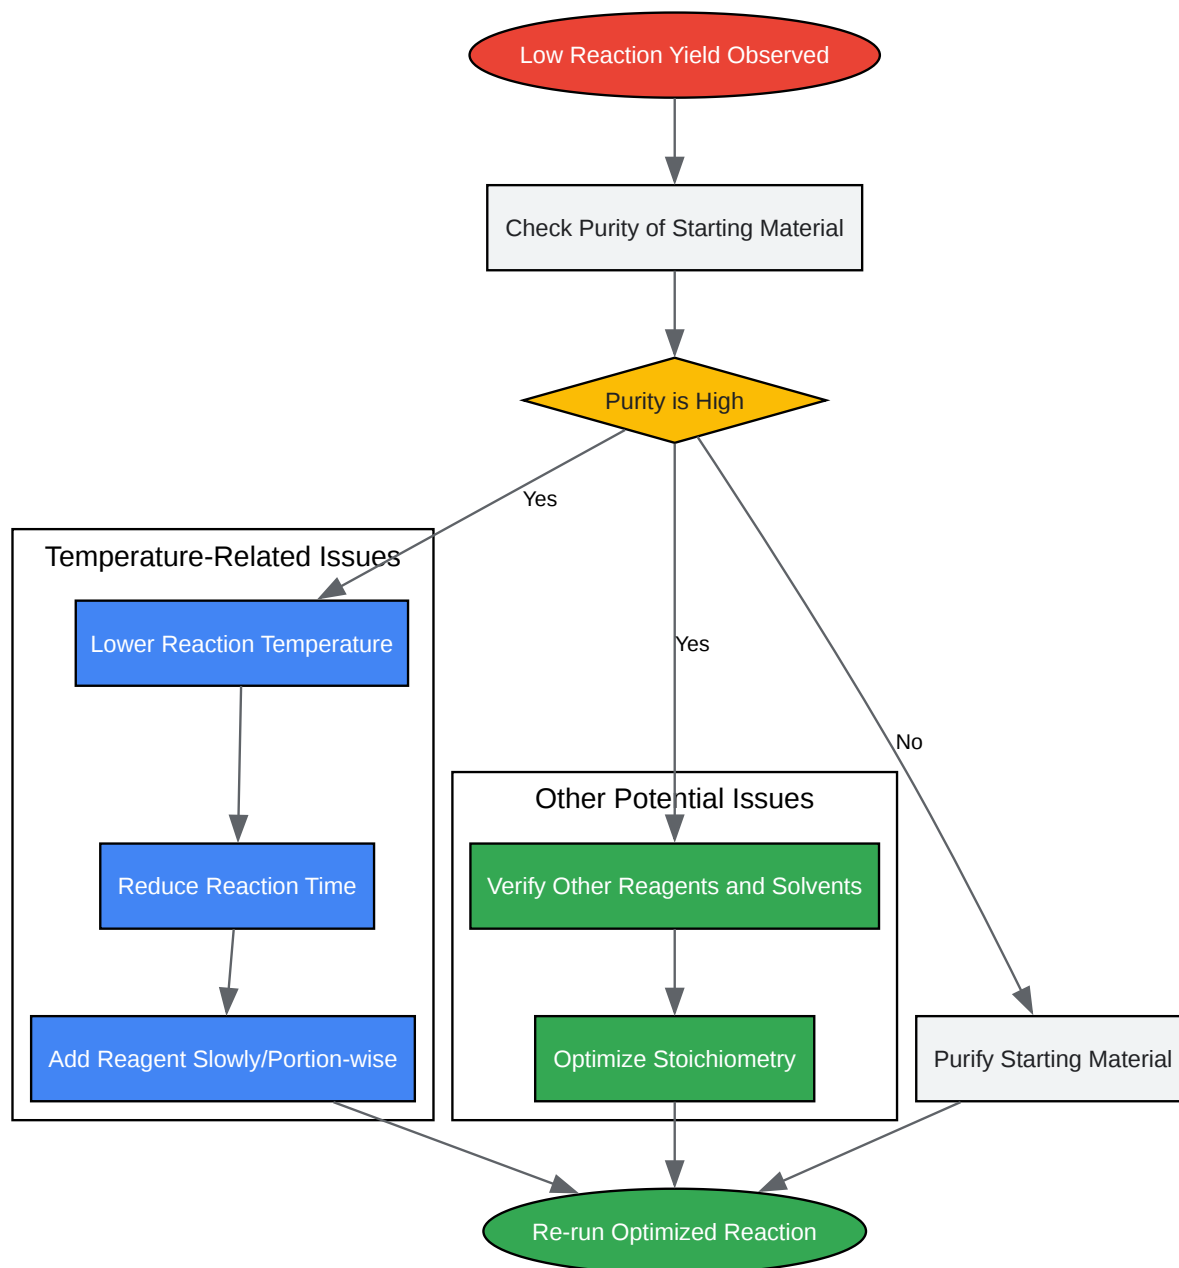 Low Reaction Yield Observed
Check Purity of Starting Material
Purity is High
Yes
Temperature-Related Issues
Lower Reaction Temperature
Yes
No
Other Potential Issues
Reduce Reaction Time
Verify Other Reagents and Solvents
Add Reagent Slowly/Portion-wise
Optimize Stoichiometry
Purify Starting Material
Re-run Optimized Reaction